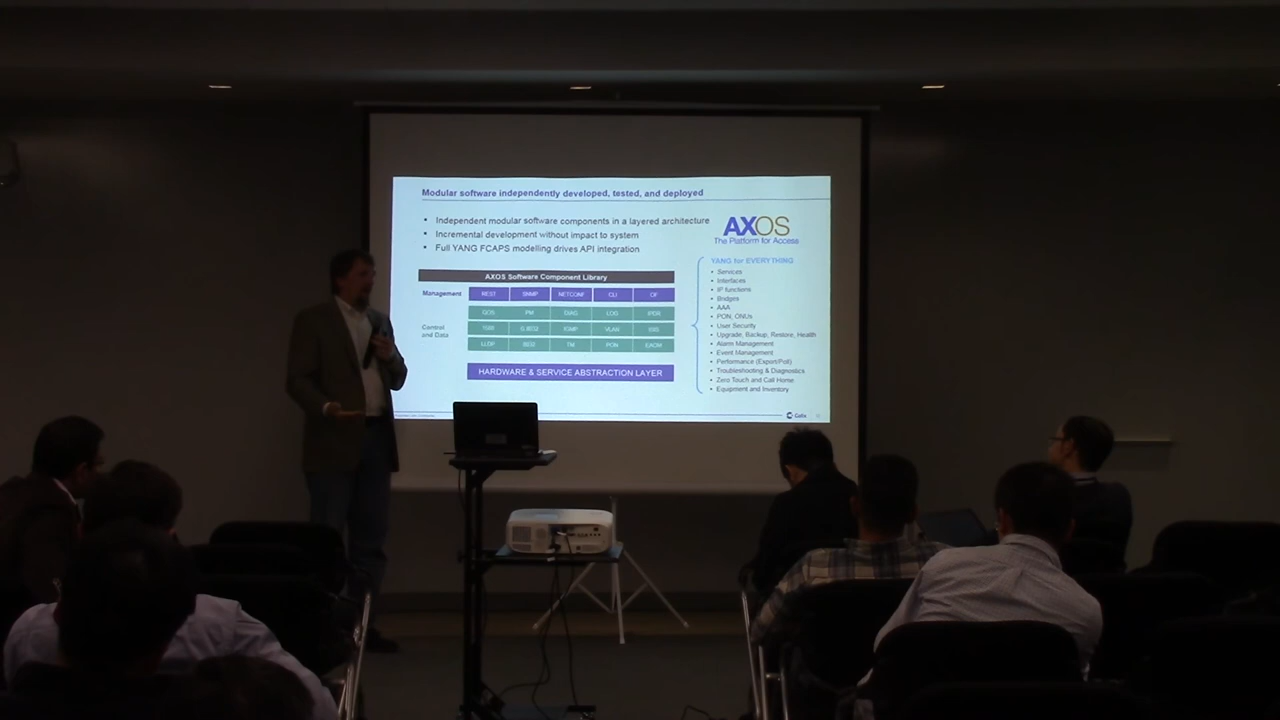 Modular software independently developed, tested, and deployed
• Independent modular software components in a layered architecture
• Incremental development without impact to system
• Full YANG FCAPS modelling drives API integration
AXOS
The Platform for Access
AXOS Software Component Library
Management
REST SNMP NETCONF CLI OF
Control
and Data
QOS PM DIAG LOG
IGMP VLAN
LLDP TM PON
HARDWARE & SERVICE ABSTRACTION LAYER
YANG for EVERYTHING
• Services
• Interfaces
• IP functions
• Bridges
• AAA
• PON, ONUs
• User Security
• Upgrade, Backup, Restore, Health
• Alarm Management
• Event Management
• Performance (Export/Poll)
• Troubleshooting & Diagnostics
• Zero Touch and Call Home
• Equipment and Inventory
Calix